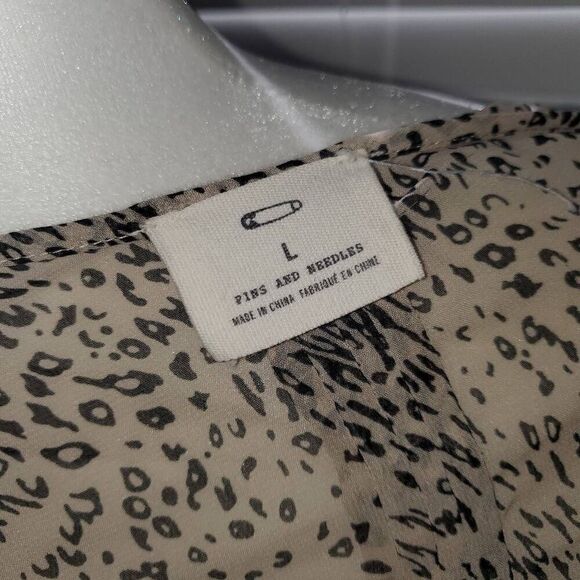 L
PINS AND NEEDLES
MADE IN CHINA FABRIQUÉ EN CHINE